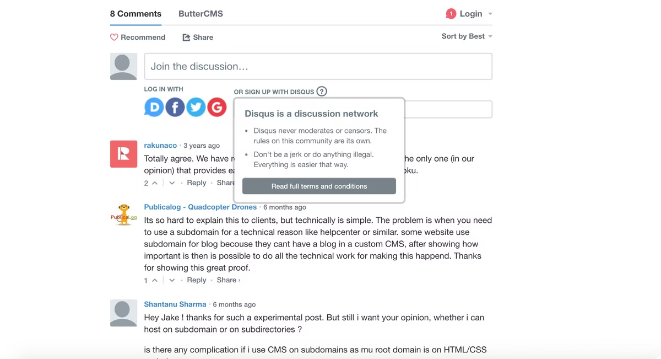 8 Comments ButterCMS 1 Login
Recommend Share Sort by Best
Join the discussion…
LOG IN WITH
OR SIGN UP WITH DISQUS ?
D f G
Disqus is a discussion network
• Disqus never moderates or censors. The
rules on this community are its own.
• Don't be a jerk or do anything illegal.
Everything is easier that way.
Read full terms and conditions
rakunaco · 3 years ago
Totally agree. We have re the only one (in our
opinion) that provides ea oku.
2 Reply Share
Publicalog - Quadcopter Drones · 6 months ago
Its so hard to explain this to clients, but technically is simple. The problem is when you need
to use a subdomain for a technical reason like helpcenter or similar. some website use
subdomain for blog becouse they cant have a blog in a custom CMS, after showing how
important is then is possible to do all the technical work for making this happend. Thanks
for showing this great proof.
1 Reply Share ›
Shantanu Sharma · 6 months ago
Hey Jake ! thanks for such a experimental post. But still i want your opinion, whether i can
host on subdomain or on subdirectories ?
is there any complication if i use CMS on subdomains as mu root domain is on HTML/CSS